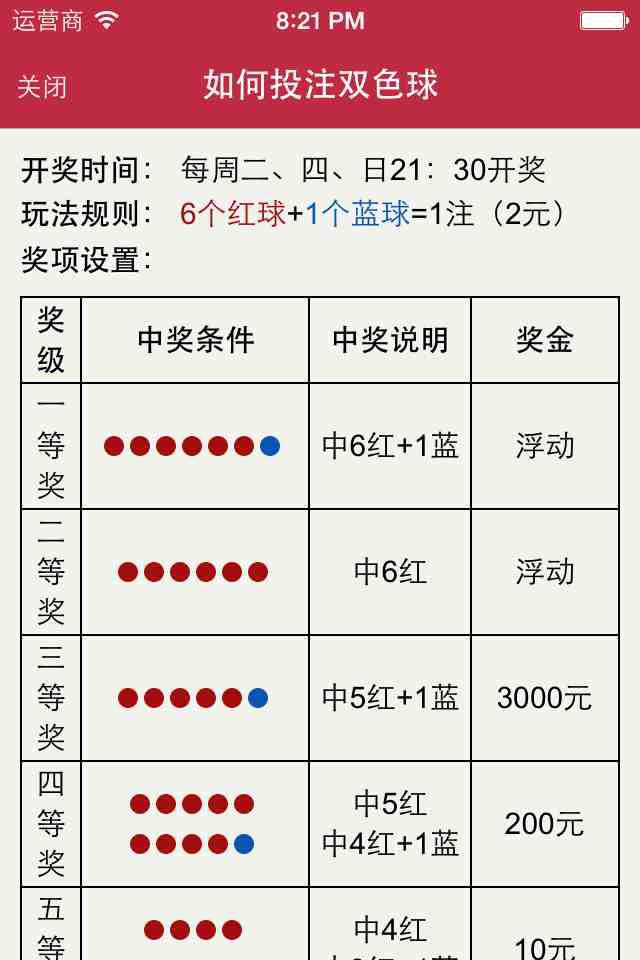 运营商 8:21 PM
关闭 如何投注双色球
开奖时间： 每周二、四、日21：30开奖
玩法规则： 6个红球+1个蓝球=1注（2元）
奖项设置：
奖级 中奖条件 中奖说明 奖金
一等奖 中6红+1蓝 浮动
二等奖 中6红 浮动
三等奖 中5红+1蓝 3000元
四等奖 中5红 200元
中4红+1蓝
五等 中4红 10元